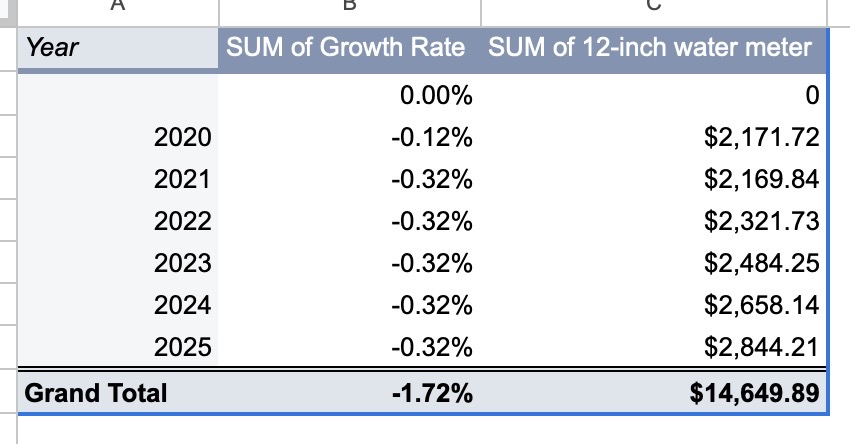 A B C
Year SUM of Growth Rate SUM of 12-inch water meter
0.00% 0
2020 -0.12% $2,171.72
2021 -0.32% $2,169.84
2022 -0.32% $2,321.73
2023 -0.32% $2,484.25
2024 -0.32% $2,658.14
2025 -0.32% $2,844.21
Grand Total -1.72% $14,649.89